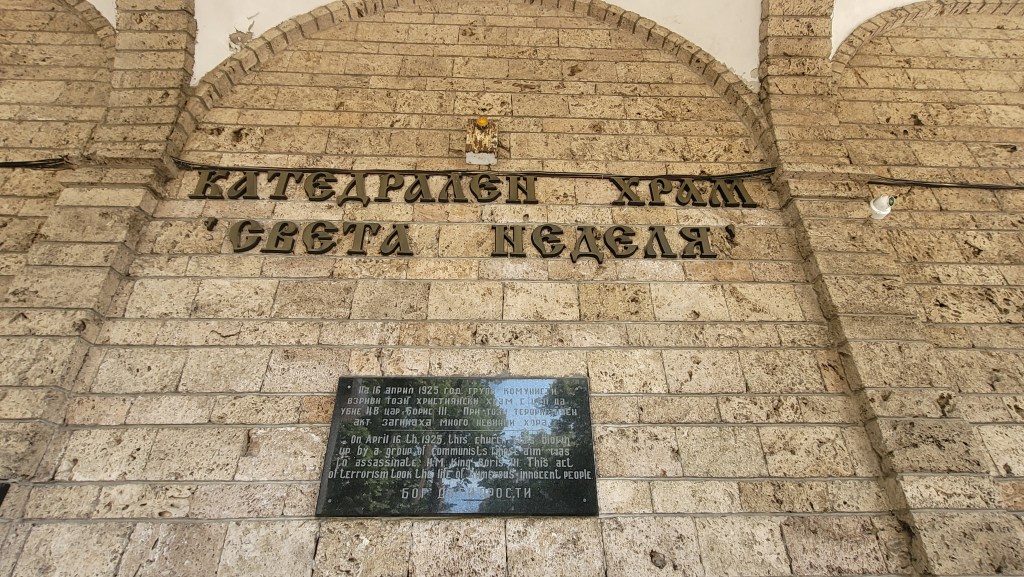 КАТЕДРАЛЕН ХРАМ
"СВЕТА НЕДЕЛЯ"
На 16 април 1925 год. група комунисти
взриви този християнски храм с цел да
убие Н.В. цар Борис III. При този терористичен
акт загинаха много невинни хора.
On April 16 th, 1925 this church was blown
up by a group of communists whose aim was
to assassinate H.M. King Boris III. This act
of terrorism took the life of numerous innocent people
БОГ ДА ПРОСТИ